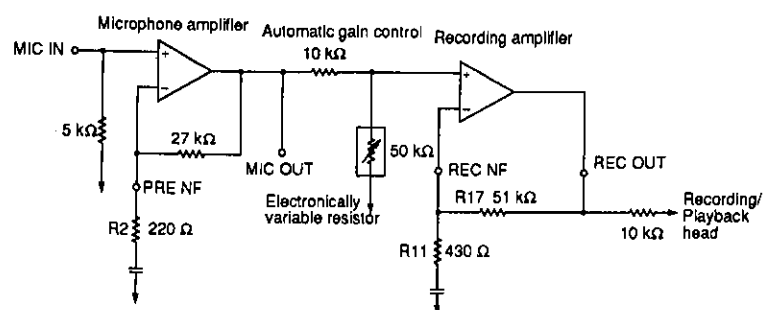 Microphone amplifier
MIC IN
5 kΩ
27 kΩ
PRE NF
R2 220 Ω
Automatic gain control
10 kΩ
MIC OUT
50 kΩ
Electronically
variable resistor
Recording amplifier
REC NF
REC OUT
R17 51 kΩ
R11 430 Ω
10 kΩ
Recording/
Playback
head